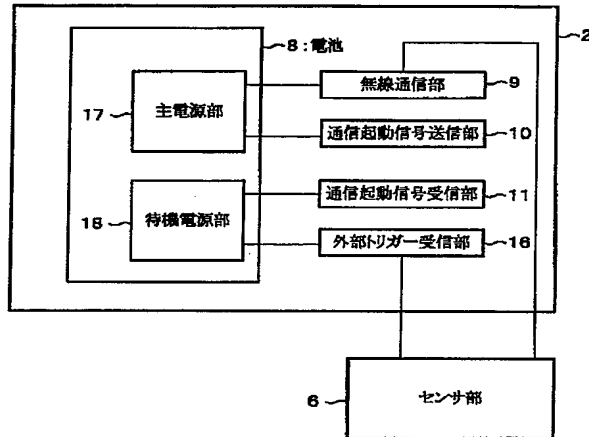 2
8:電池
無線通信部
9
17
主電源部
通信起動信号送信部
10
通信起動信号受信部
11
18
待機電源部
外部トリガー受信部
16
6
センサ部